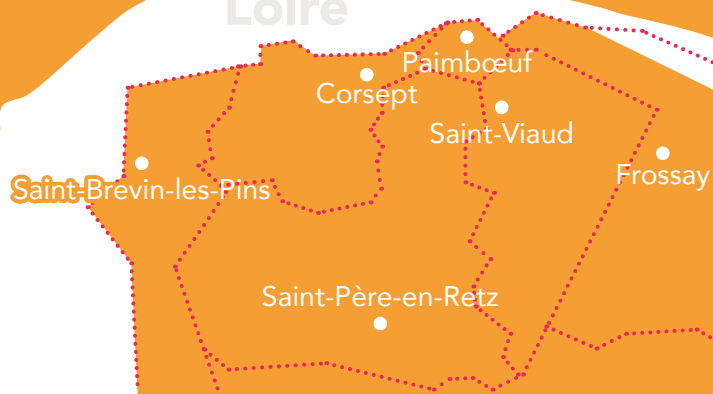 Loire
Paimbœuf
Corsept
Saint-Viaud
Frossay
Saint-Brevin-les-Pins
Saint-Père-en-Retz